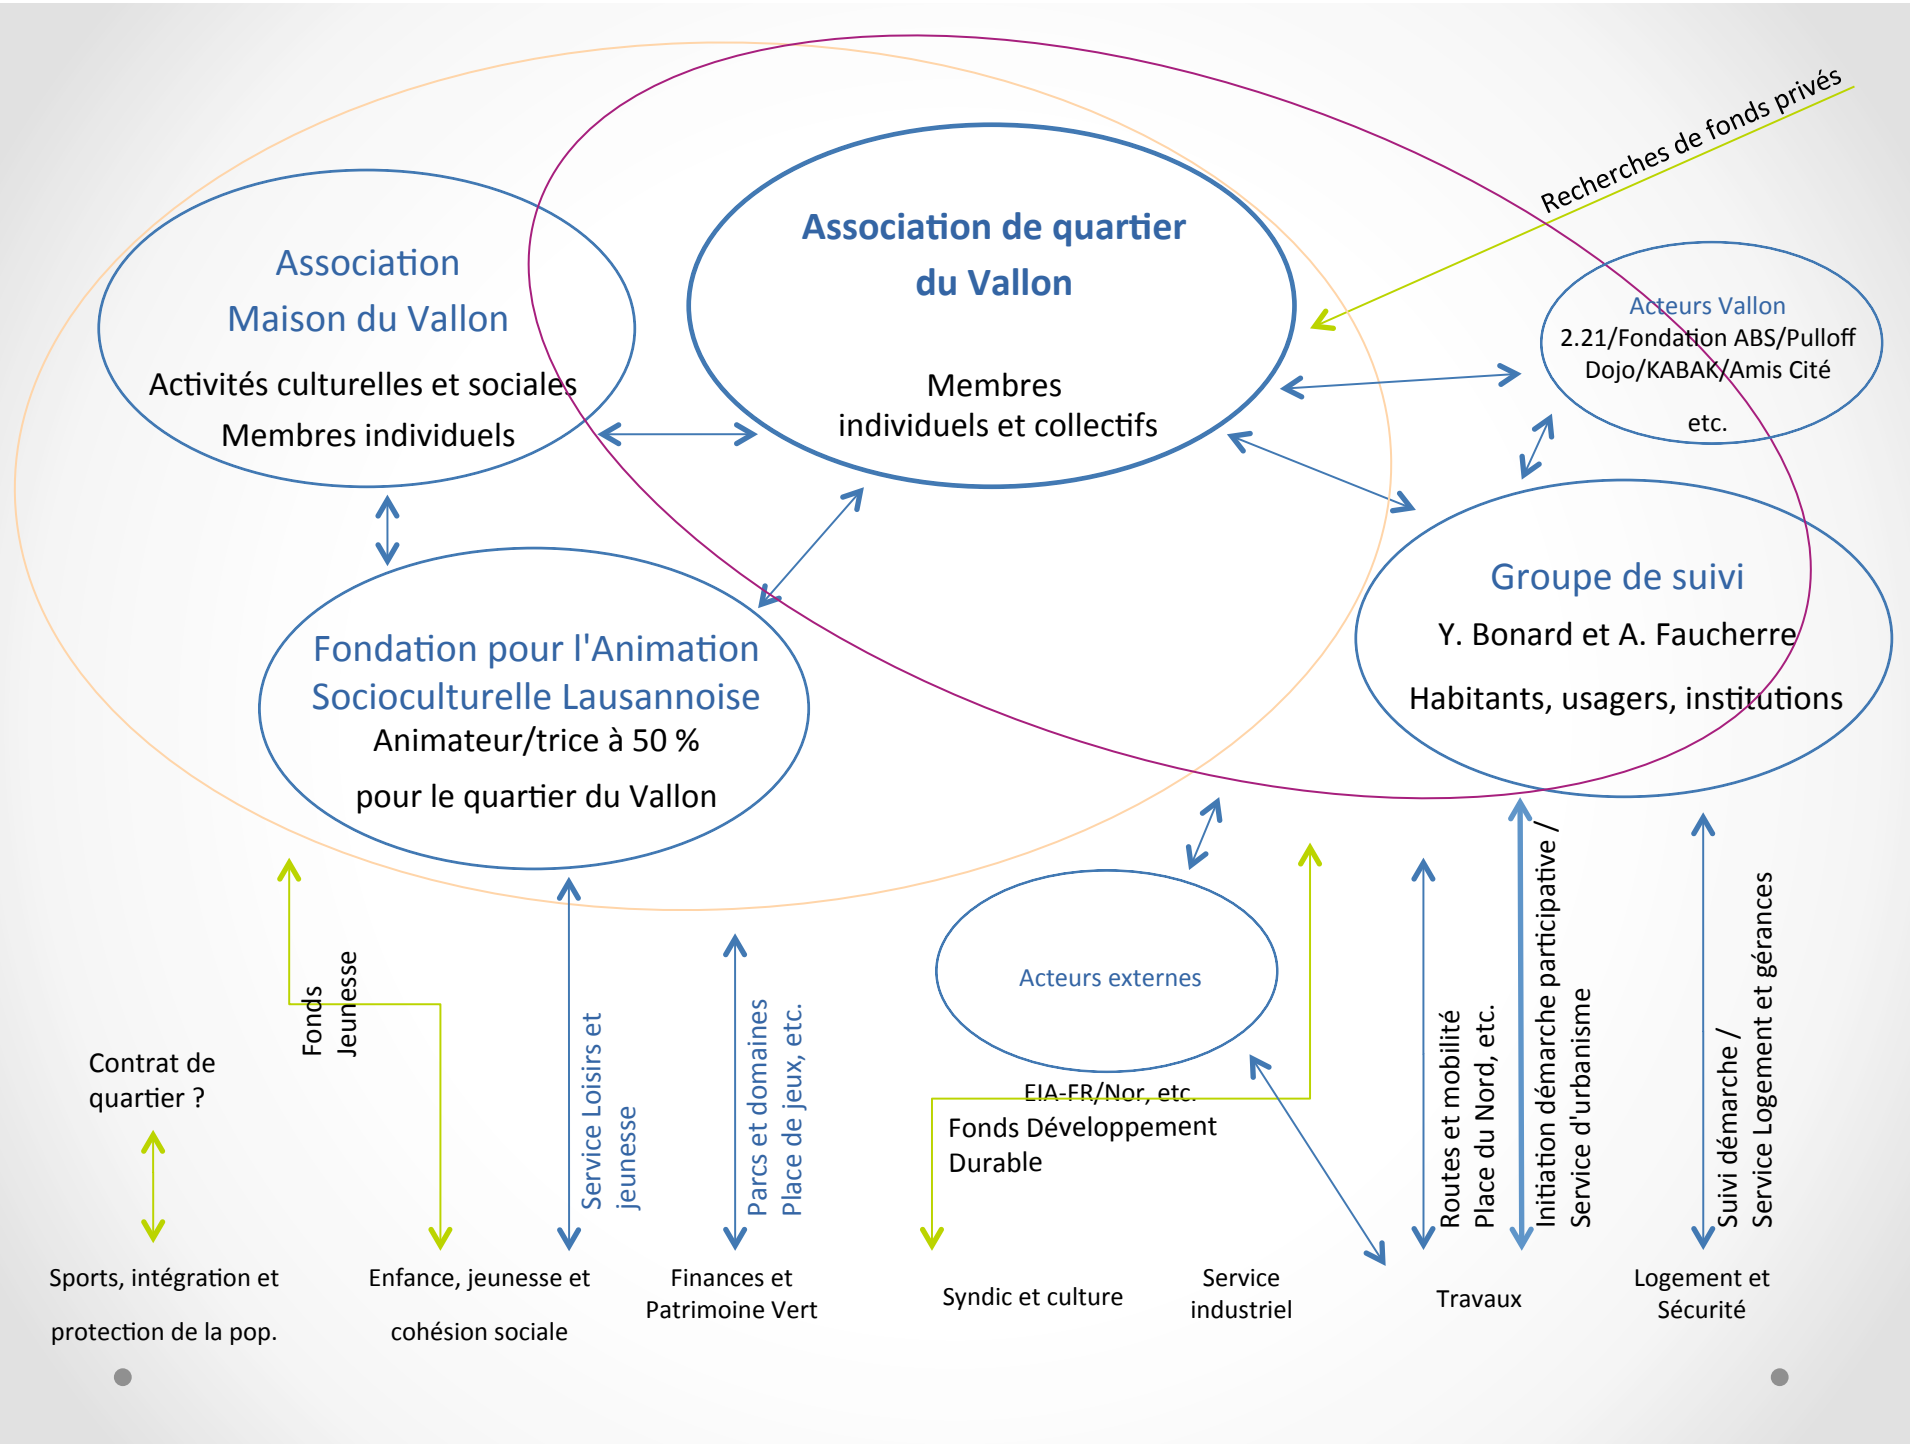 Recherches de fonds privés
Association de quartier
du Vallon
Membres
individuels et collectifs
Association
Maison du Vallon
Activités culturelles et sociales
Membres individuels
Acteurs Vallon
2.21/Fondation ABS/Pulloff
Dojo/KABAK/Amis Cité
etc.
Groupe de suivi
Y. Bonard et A. Faucherre
Habitants, usagers, institutions
Fondation pour l'Animation
Socioculturelle Lausannoise
Animateur/trice à 50 %
pour le quartier du Vallon
Acteurs externes
EIA-FR/Nor, etc.
Fonds Développement
Durable
Contrat de
quartier ?
Fonds
Jeunesse
Service Loisirs et
jeunesse
Parcs et domaines
Place de jeux, etc.
Routes et mobilité
Place du Nord, etc.
Initiation démarche participative /
Service d'urbanisme
Suivi démarche /
Service Logement et gérances
Sports, intégration et
protection de la pop.
Enfance, jeunesse et
cohésion sociale
Finances et
Patrimoine Vert
Syndic et culture
Service
industriel
Travaux
Logement et
Sécurité